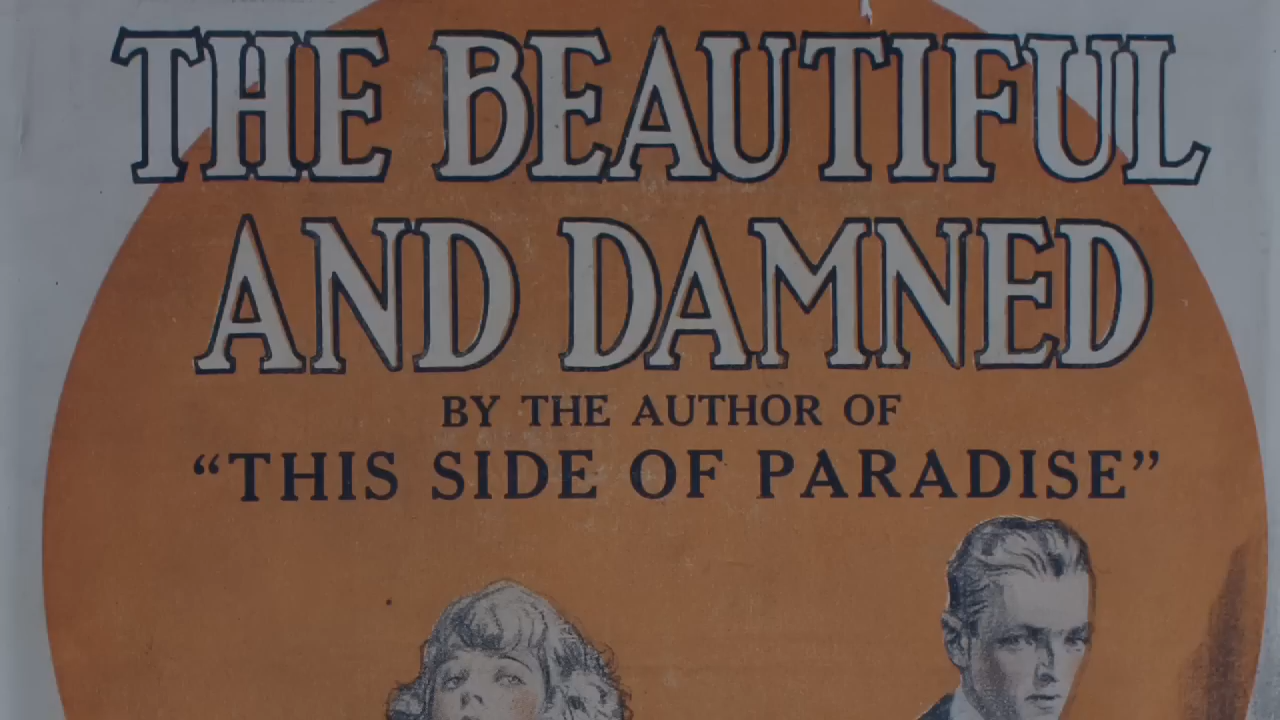 THE BEAUTIFUL
AND DAMNED
BY THE AUTHOR OF
“THIS SIDE OF PARADISE”